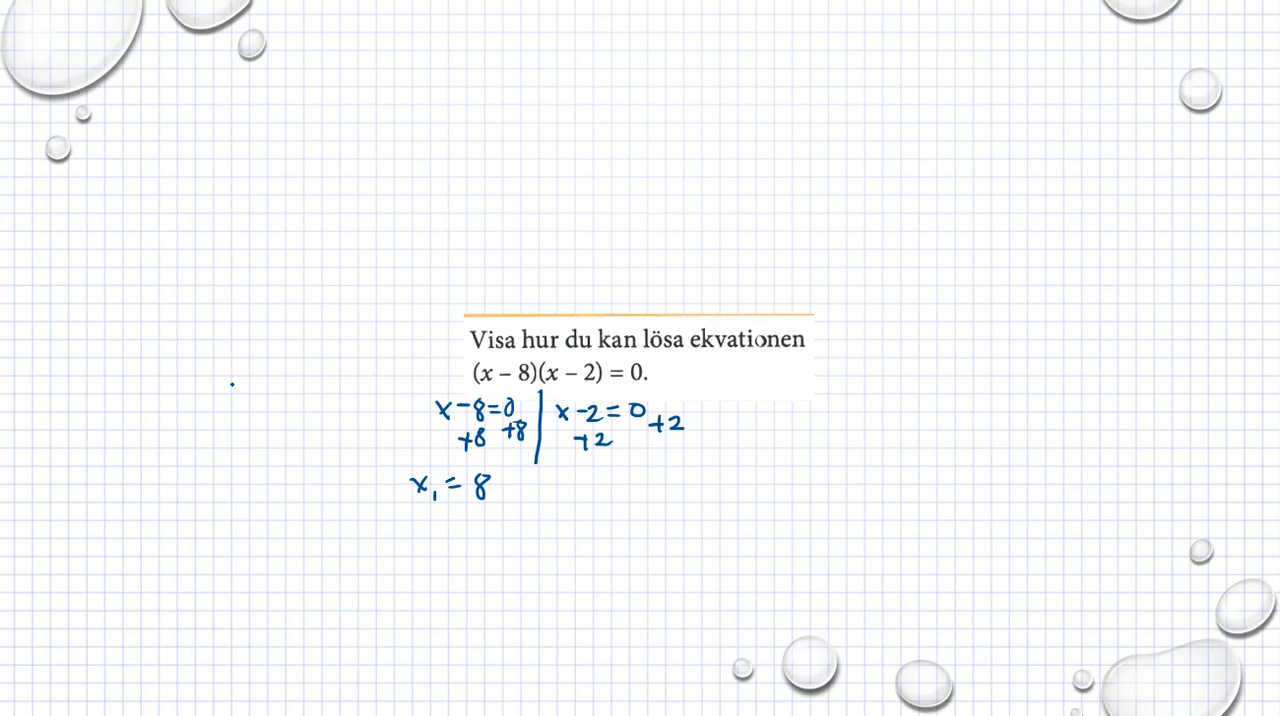 Visa hur du kan lösa ekvationen
(x – 8)(x – 2) = 0.
x-8=0 | x-2=0
+8 +8 | +2 +2
x₁ = 8